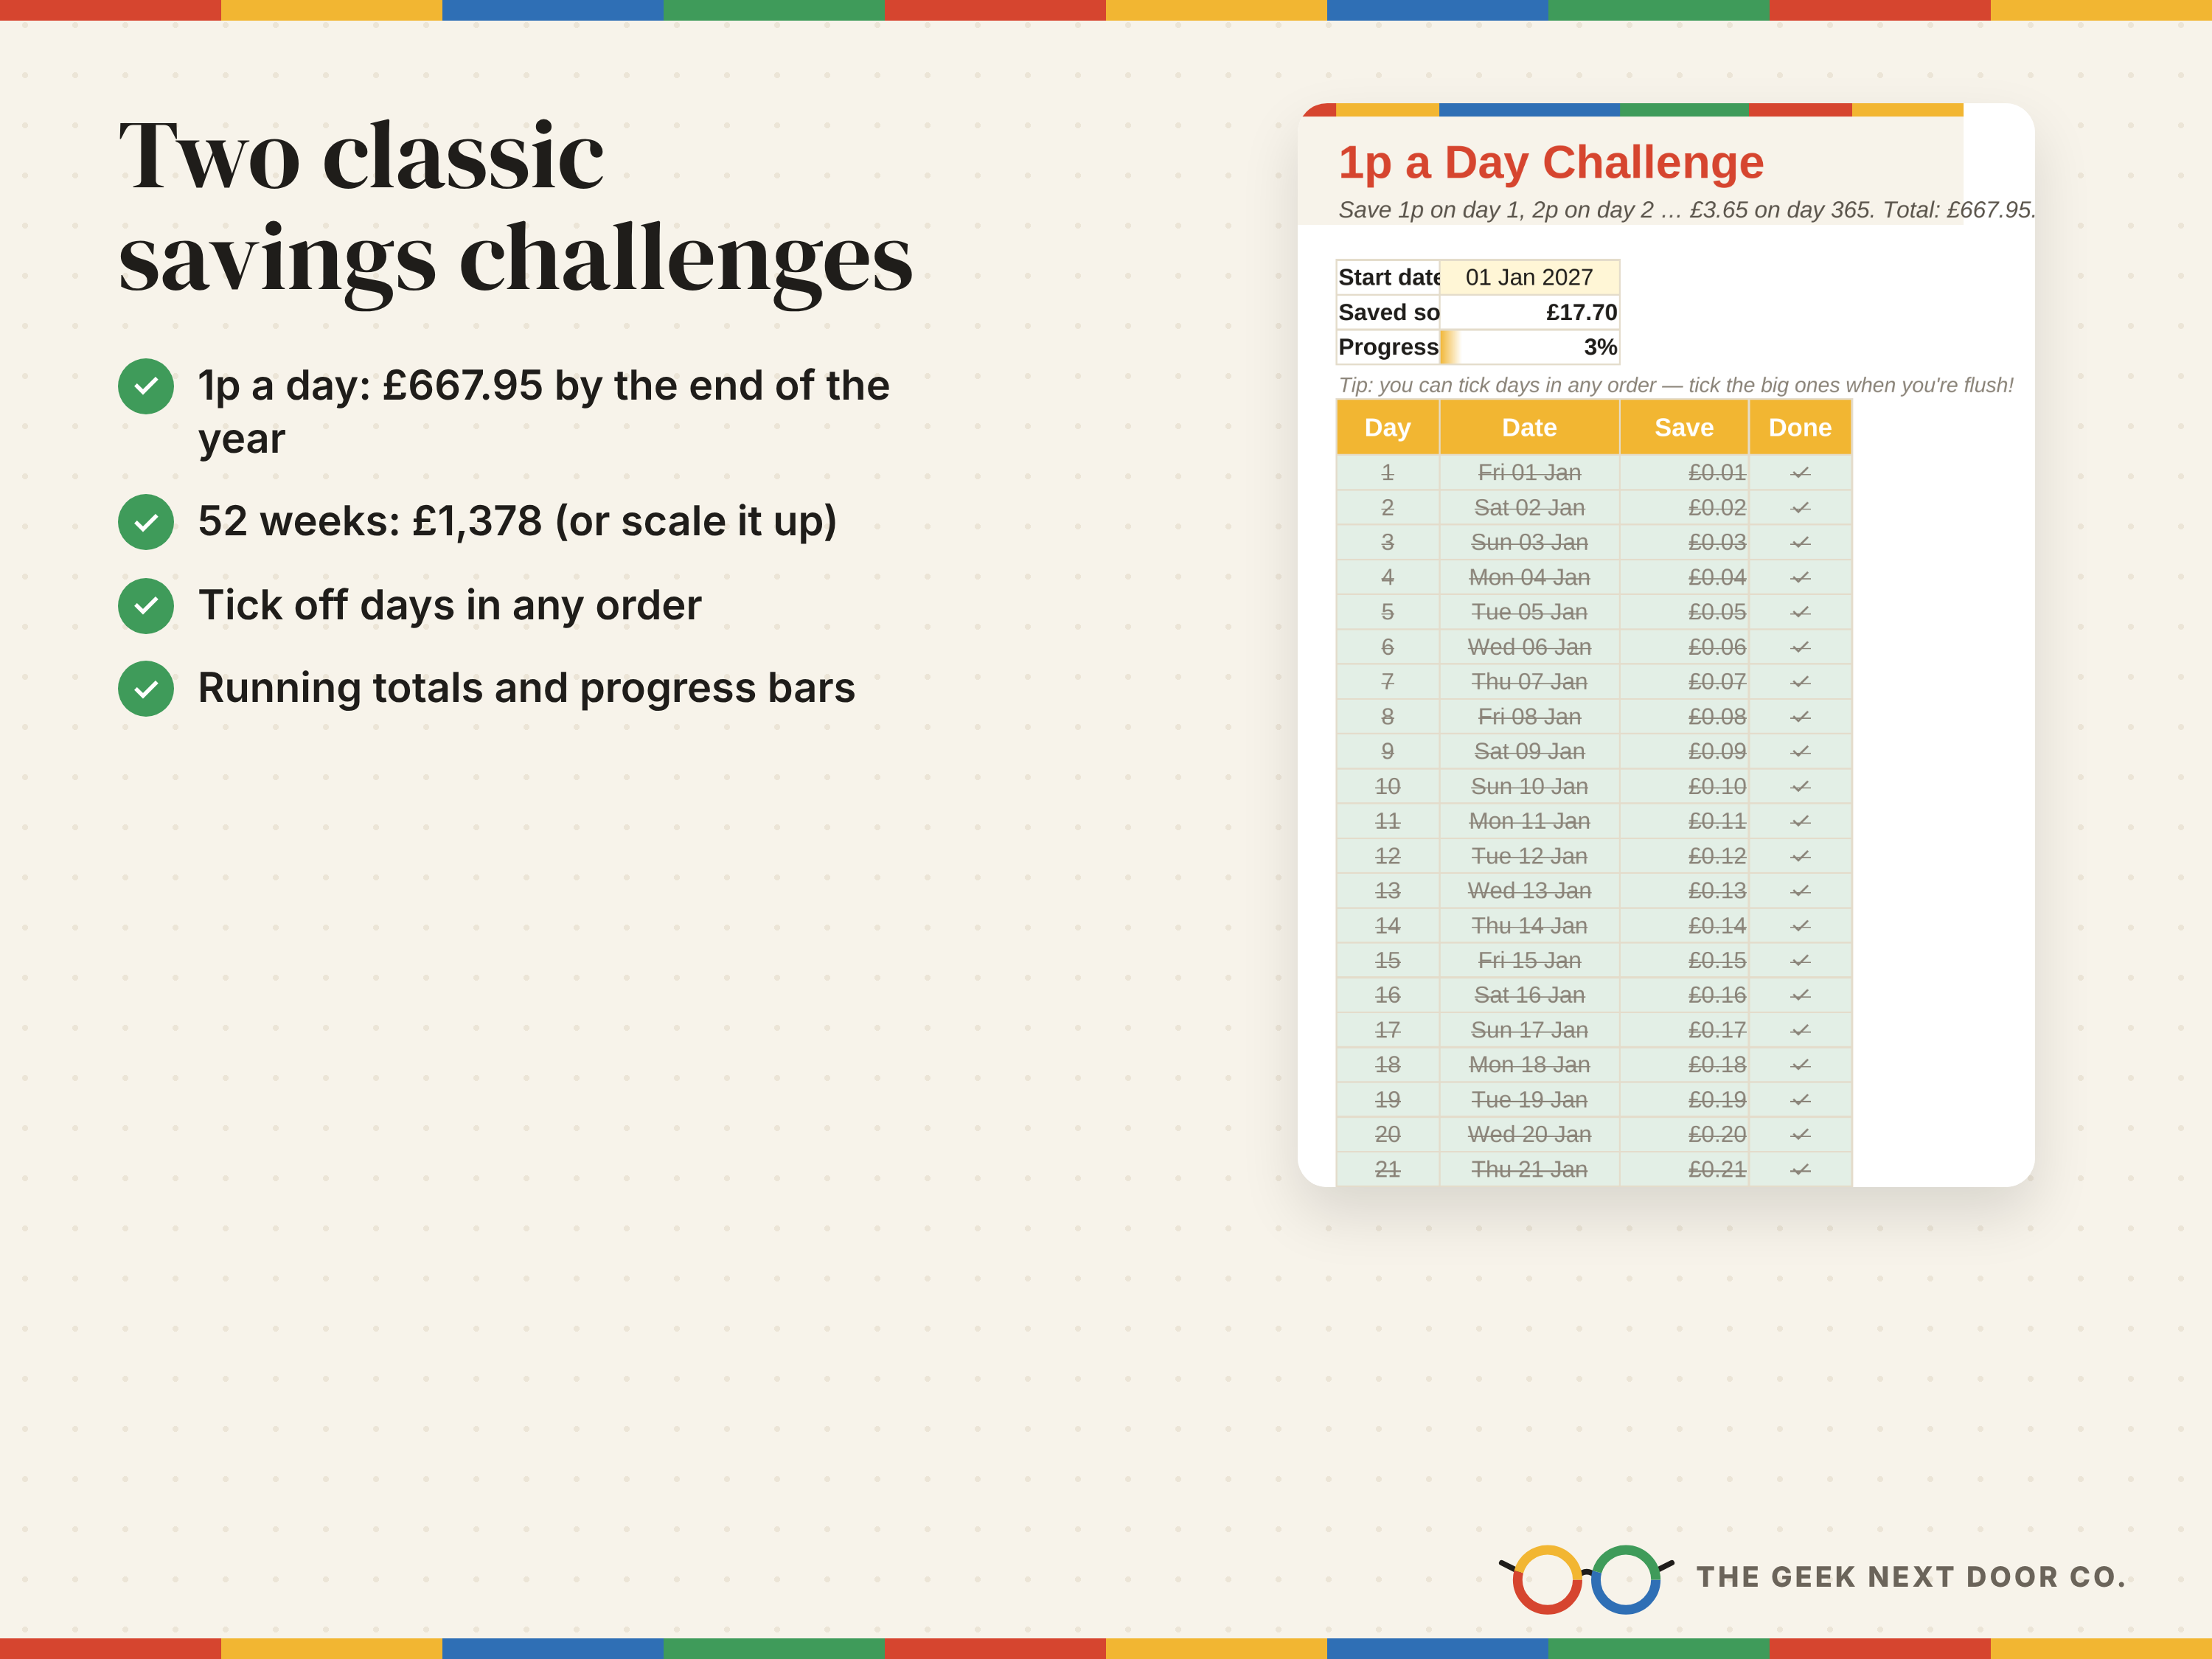 Two classic
savings challenges
1p a day: £667.95 by the end of the
year
52 weeks: £1,378 (or scale it up)
Tick off days in any order
Running totals and progress bars
1p a Day Challenge
Save 1p on day 1, 2p on day 2 … £3.65 on day 365. Total: £667.95.
Start date 01 Jan 2027
Saved so £17.70
Progress 3%
Tip: you can tick days in any order — tick the big ones when you're flush!
Day Date Save Done
1 Fri 01 Jan £0.01 ✓
2 Sat 02 Jan £0.02 ✓
3 Sun 03 Jan £0.03 ✓
4 Mon 04 Jan £0.04 ✓
5 Tue 05 Jan £0.05 ✓
6 Wed 06 Jan £0.06 ✓
7 Thu 07 Jan £0.07 ✓
8 Fri 08 Jan £0.08 ✓
9 Sat 09 Jan £0.09 ✓
10 Sun 10 Jan £0.10 ✓
11 Mon 11 Jan £0.11 ✓
12 Tue 12 Jan £0.12 ✓
13 Wed 13 Jan £0.13 ✓
14 Thu 14 Jan £0.14 ✓
15 Fri 15 Jan £0.15 ✓
16 Sat 16 Jan £0.16 ✓
17 Sun 17 Jan £0.17 ✓
18 Mon 18 Jan £0.18 ✓
19 Tue 19 Jan £0.19 ✓
20 Wed 20 Jan £0.20 ✓
21 Thu 21 Jan £0.21 ✓
THE GEEK NEXT DOOR CO.